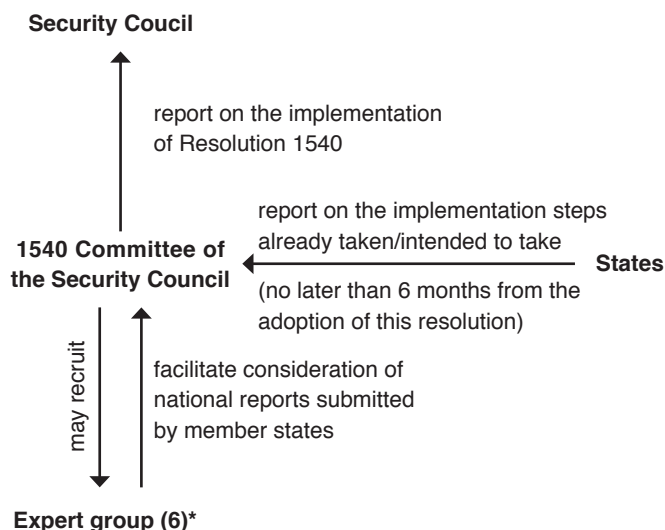 Security Coucil
report on the implementation
of Resolution 1540
report on the implementation steps
already taken/intended to take
1540 Committee of
the Security Council
States
(no later than 6 months from the
adoption of this resolution)
may recruit
facilitate consideration of
national reports submitted
by member states
Expert group (6)*